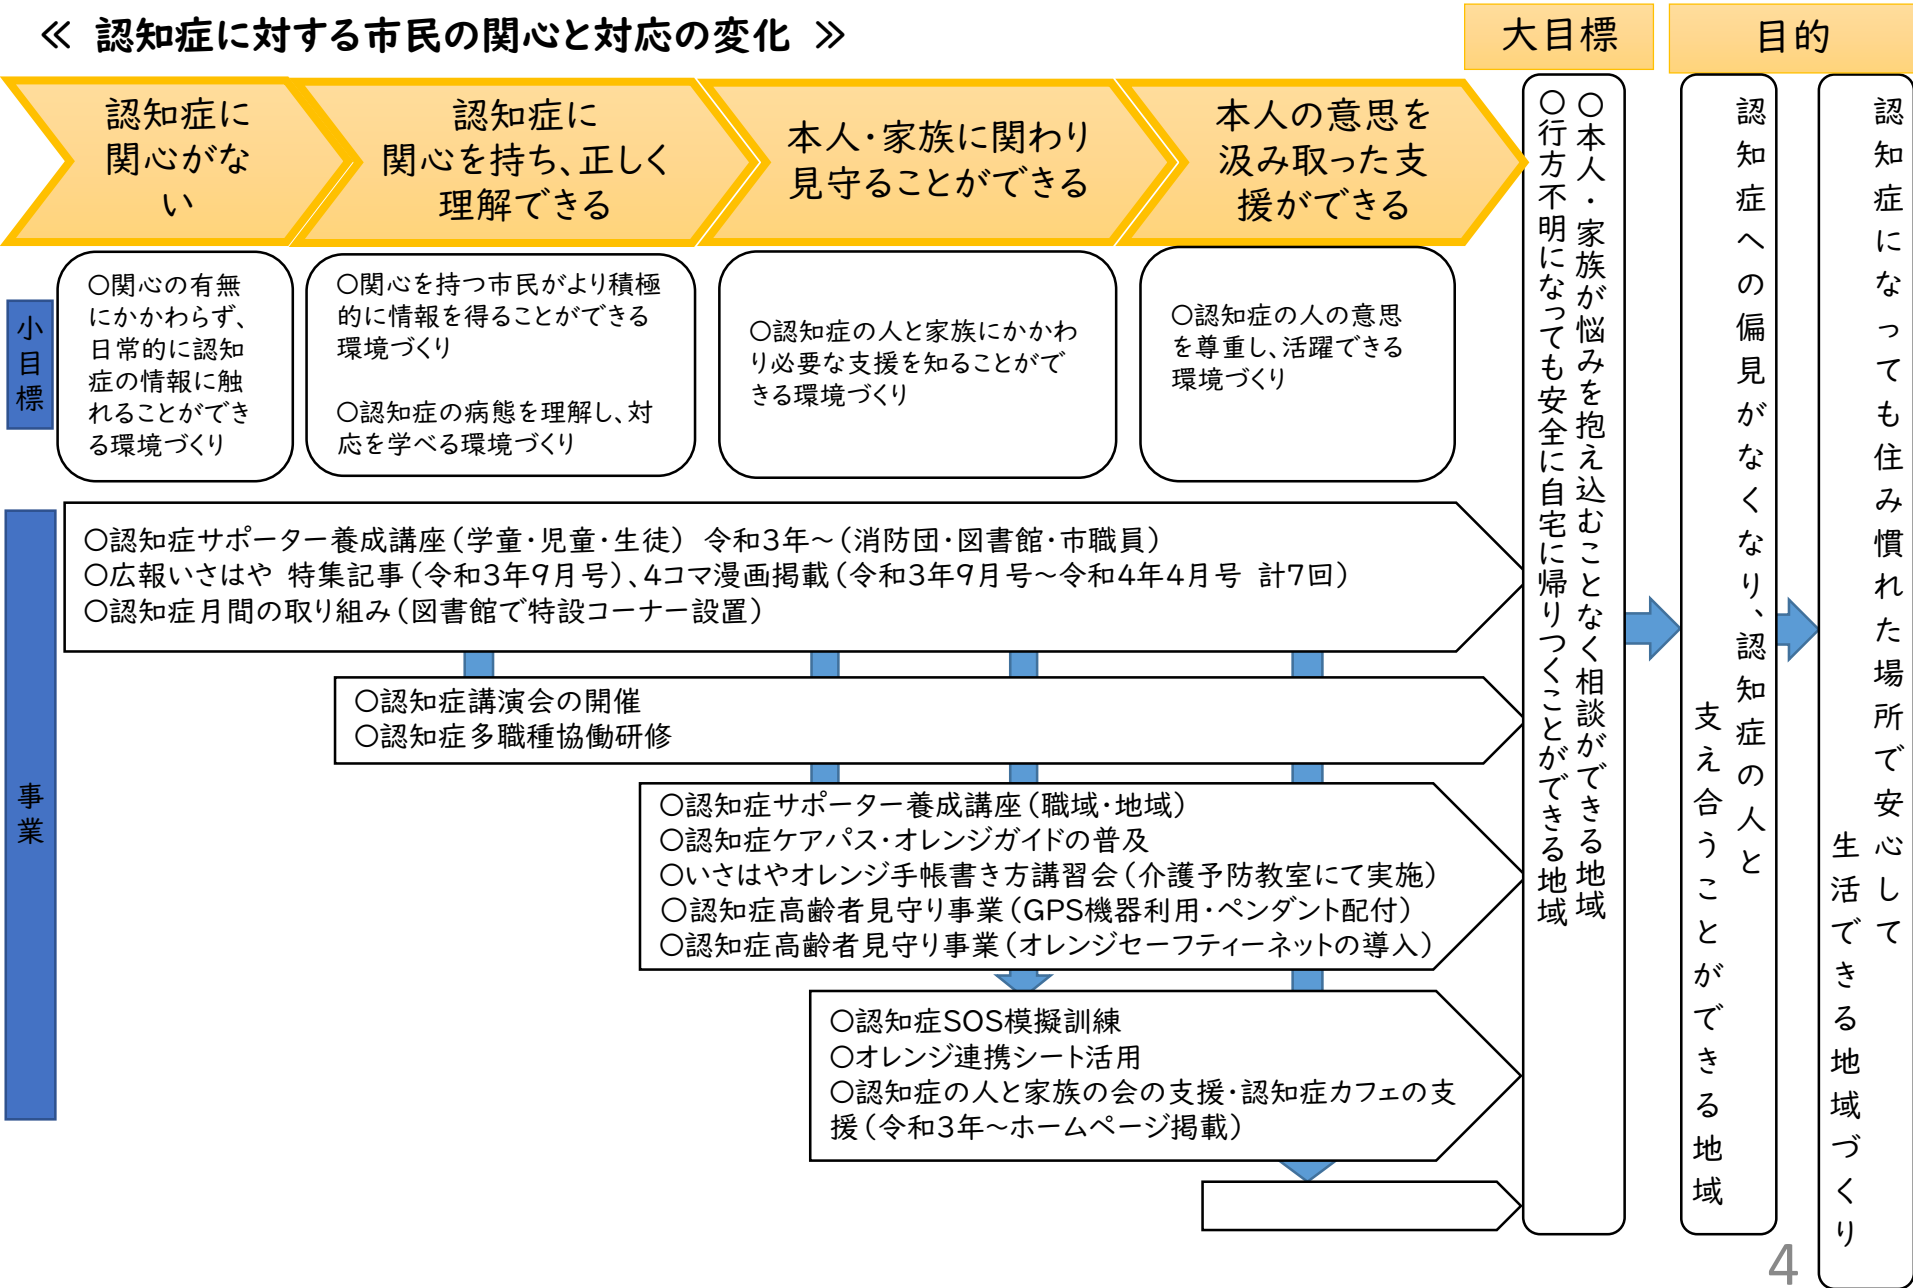 ≪ 認知症に対する市民の関心と対応の変化 ≫
大目標
目的
認知症に
関心がな
い
認知症に
関心を持ち、正しく
理解できる
本人・家族に関わり
見守ることができる
本人の意思を
汲み取った支
援ができる
小目標
○関心の有無
にかかわらず、
日常的に認知
症の情報に触
れることができ
る環境づくり
○関心を持つ市民がより積極
的に情報を得ることができる
環境づくり
○認知症の病態を理解し、対
応を学べる環境づくり
○認知症の人と家族にかかわ
り必要な支援を知ることがで
きる環境づくり
○認知症の人の意思
を尊重し、活躍できる
環境づくり
事業
○認知症サポーター養成講座(学童・児童・生徒) 令和3年~(消防団・図書館・市職員)
○広報いさはや 特集記事(令和3年9月号)、4コマ漫画掲載(令和3年9月号~令和4年4月号 計7回)
○認知症月間の取り組み(図書館で特設コーナー設置)
○認知症講演会の開催
○認知症多職種協働研修
○認知症サポーター養成講座(職域・地域)
○認知症ケアパス・オレンジガイドの普及
○いさはやオレンジ手帳書き方講習会(介護予防教室にて実施)
○認知症高齢者見守り事業(GPS機器利用・ペンダント配付)
○認知症高齢者見守り事業(オレンジセーフティーネットの導入)
○認知症SOS模擬訓練
○オレンジ連携シート活用
○認知症の人と家族の会の支援・認知症カフェの支
援(令和3年~ホームページ掲載)
○本人・家族が悩みを抱え込むことなく相談ができる地域
○行方不明になっても安全に自宅に帰りつくことができる地域
認知症への偏見がなくなり、認知症の人と
支え合うことができる地域
認知症になっても住み慣れた場所で安心して
生活できる地域づくり
4